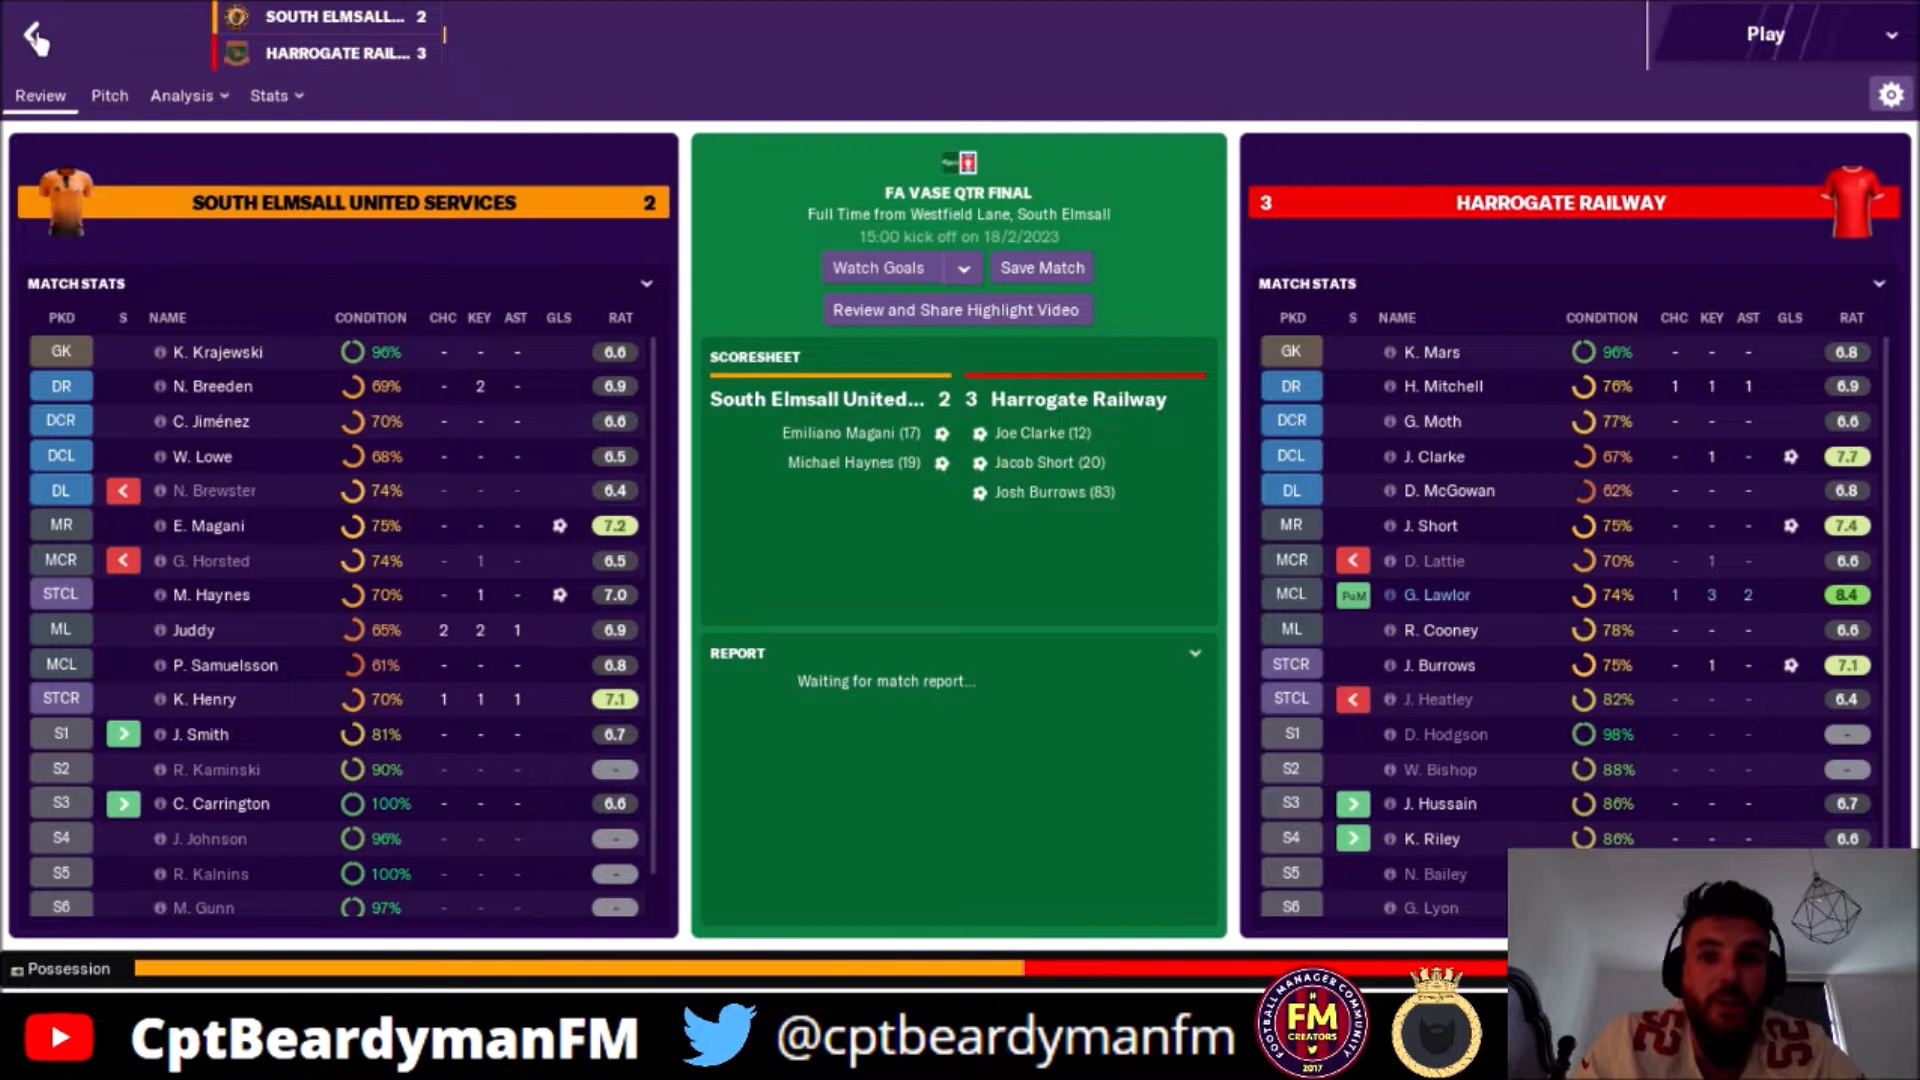 SOUTH ELMSALL... 2
HARROGATE RAIL... 3
Play
Review Pitch Analysis Stats
SOUTH ELMSALL UNITED SERVICES 2
MATCH STATS
PKD S NAME CONDITION CHC KEY AST GLS RAT
GK K. Krajewski 96% - - - 6.6
DR N. Breeden 69% - 2 - 6.9
DCR C. Jiménez 70% - - - 6.6
DCL W. Lowe 68% - - - 6.5
DL N. Brewster 74% - - - 6.4
MR E. Magani 75% - - - 7.2
MCR G. Horsted 74% - 1 - 6.5
STCL M. Haynes 70% - 1 - 7.0
ML Juddy 65% 2 2 1 6.9
MCL P. Samuelsson 61% - - - 6.8
STCR K. Henry 70% 1 1 1 7.1
S1 J. Smith 81% - - - 6.7
S2 R. Kaminski 90% - - - -
S3 C. Carrington 100% - - - 6.6
S4 J. Johnson 96% - - - -
S5 R. Kalnins 100% - - - -
S6 M. Gunn 97% - - - -
FA VASE QTR FINAL
Full Time from Westfield Lane, South Elmsall
15:00 kick off on 18/2/2023
Watch Goals Save Match
Review and Share Highlight Video
SCORESHEET
South Elmsall United... 2 3 Harrogate Railway
Emiliano Magani (17) Joe Clarke (12)
Michael Haynes (19) Jacob Short (20)
Josh Burrows (83)
REPORT
Waiting for match report...
3 HARROGATE RAILWAY
MATCH STATS
PKD S NAME CONDITION CHC KEY AST GLS RAT
GK K. Mars 96% - - - 6.8
DR H. Mitchell 76% 1 1 1 6.9
DCR G. Moth 77% - - - 6.6
DCL J. Clarke 67% - 1 - 7.7
DL D. McGowan 62% - - - 6.8
MR J. Short 75% - - - 7.4
MCR D. Lattie 70% - 1 - 6.6
MCL PoM G. Lawlor 74% 1 3 2 8.4
ML R. Cooney 78% - - - 6.6
STCR J. Burrows 75% - 1 - 7.1
STCL J. Heatley 82% - - - 6.4
S1 D. Hodgson 98% - - - -
S2 W. Bishop 88% - - - -
S3 J. Hussain 86% - - - 6.7
S4 K. Riley 86% - - - 6.6
S5 N. Bailey
S6 G. Lyon
Possession
CptBeardymanFM @cptbeardymanfm
FOOTBALL MANAGER COMMUNITY
#
FM
CREATORS
2017